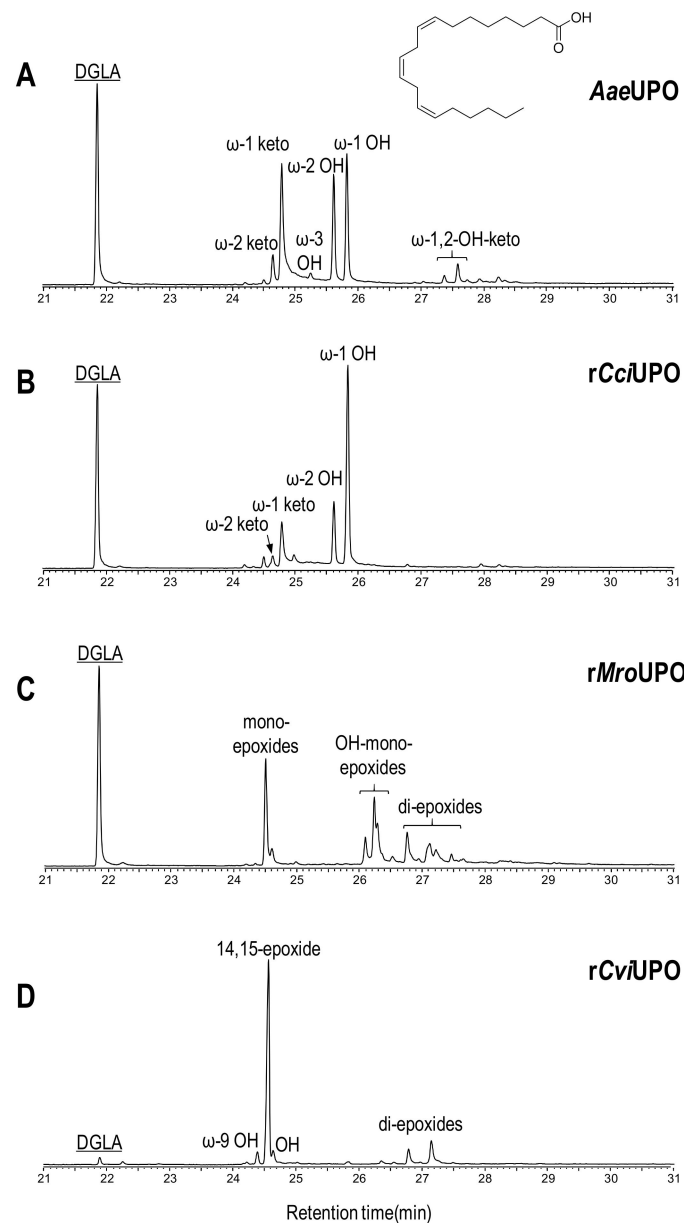 OH
O
A
DGLA
AaeUPO
ω-1 keto
ω-1 OH
ω-2 OH
ω-2 keto
ω-3
OH
ω-1,2-OH-keto
21 22 23 24 25 26 27 28 29 30 31
B
DGLA
ω-1 OH
rCciUPO
ω-2 OH
ω-1 keto
ω-2 keto
21 22 23 24 25 26 27 28 29 30 31
C
DGLA
rMroUPO
mono-
epoxides
OH-mono-
epoxides
di-epoxides
21 22 23 24 25 26 27 28 29 30 31
D
14,15-epoxide
rCviUPO
DGLA
ω-9 OH
OH
di-epoxides
21 22 23 24 25 26 27 28 29 30 31
Retention time(min)